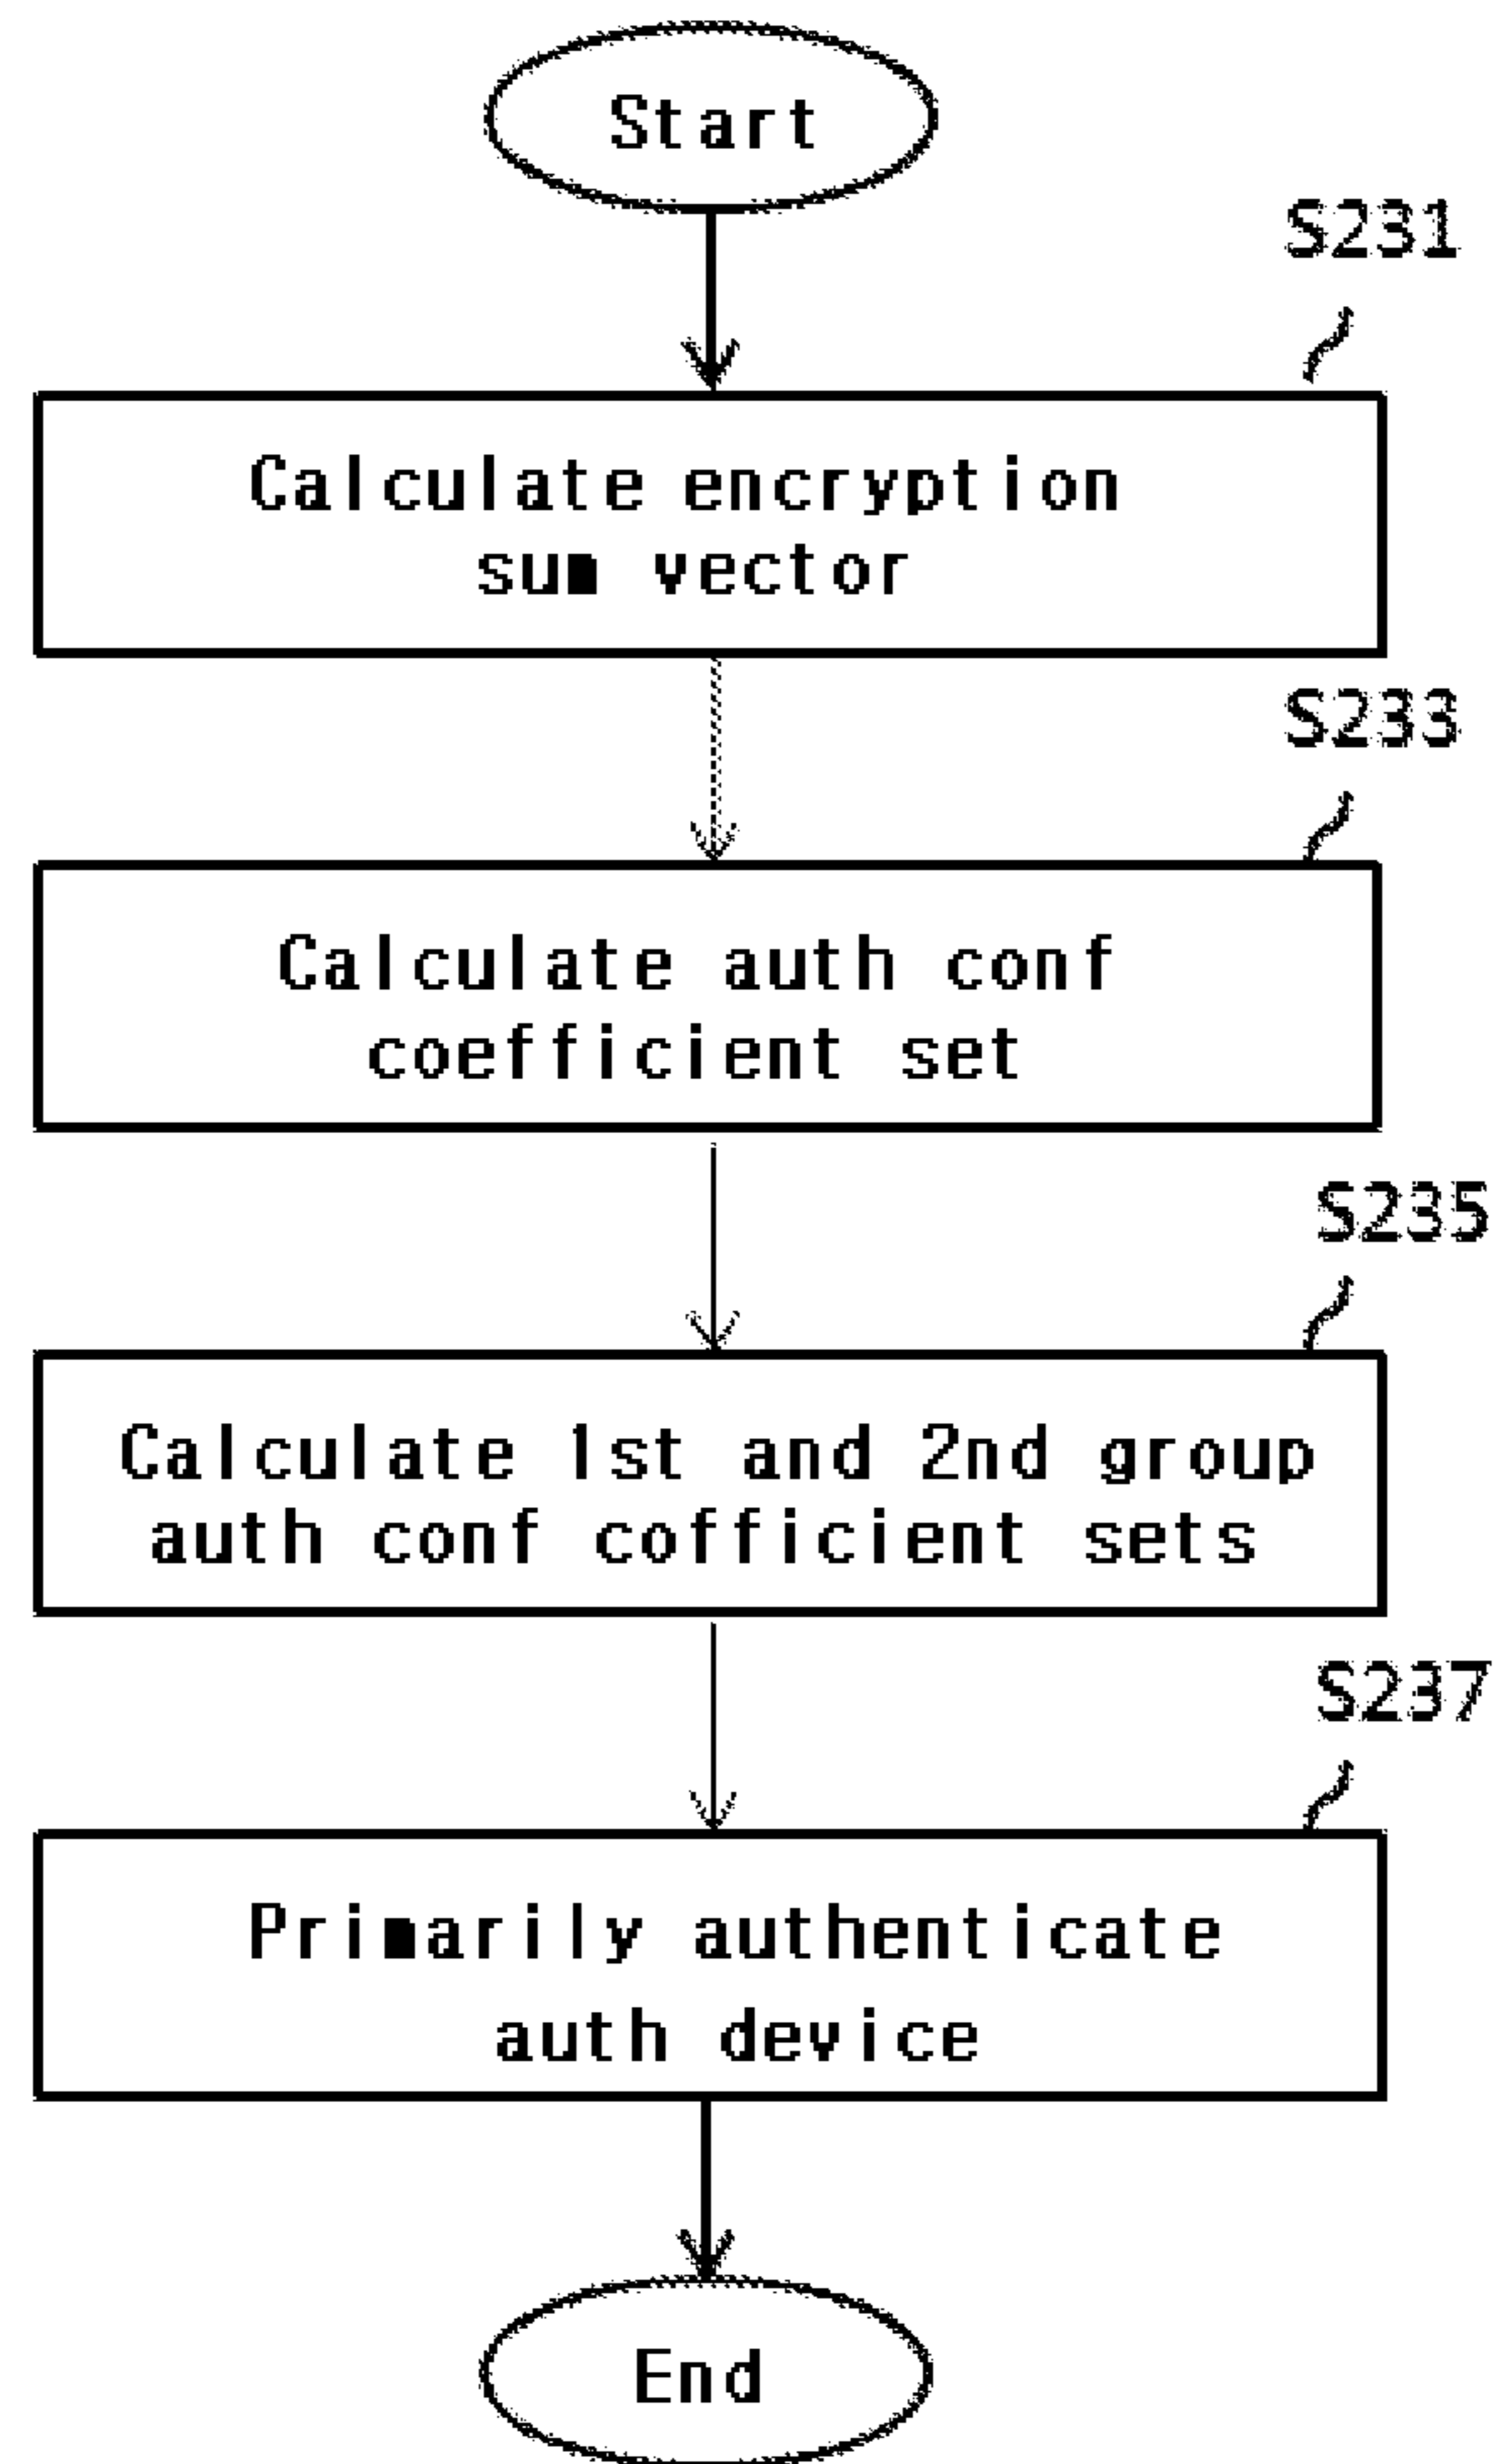 Start
S231
Calculate encryption
sum vector
S233
Calculate auth conf
coefficient set
S235
Calculate 1st and 2nd group
auth conf cofficient sets
S237
Primarily authenticate
auth device
End